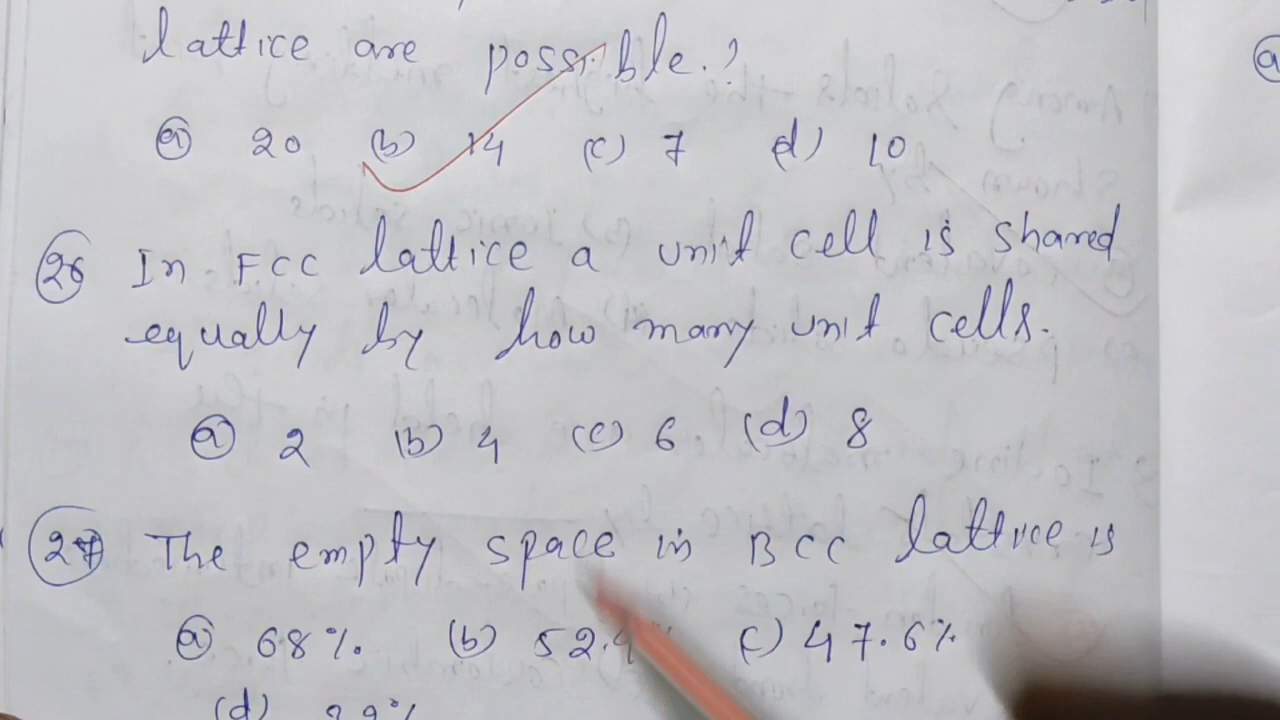 lattice are possible.?
(a) 20 (b) 14 (c) 7 (d) 10
(26) In FCC lattice a unit cell is shared
equally by how many unit cells.
(a) 2 (b) 4 (c) 6 (d) 8
(27) The empty space in BCC lattice is
(a) 68%. (b) (c) 47.6%
(d)
(a)